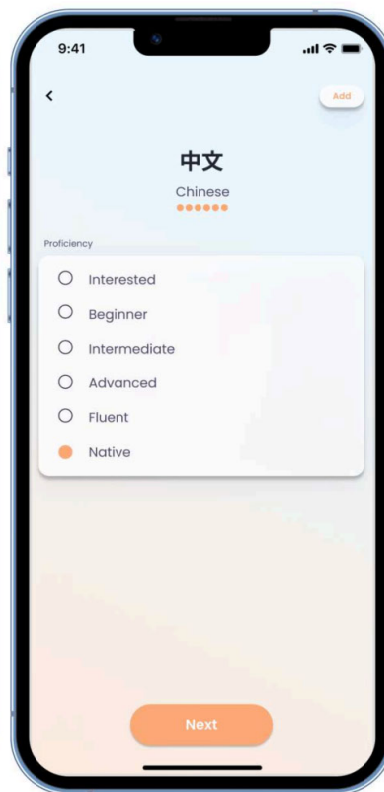 9:41
Add
中文
Chinese
Proficiency
Interested
Beginner
Intermediate
Advanced
Fluent
Native
Next